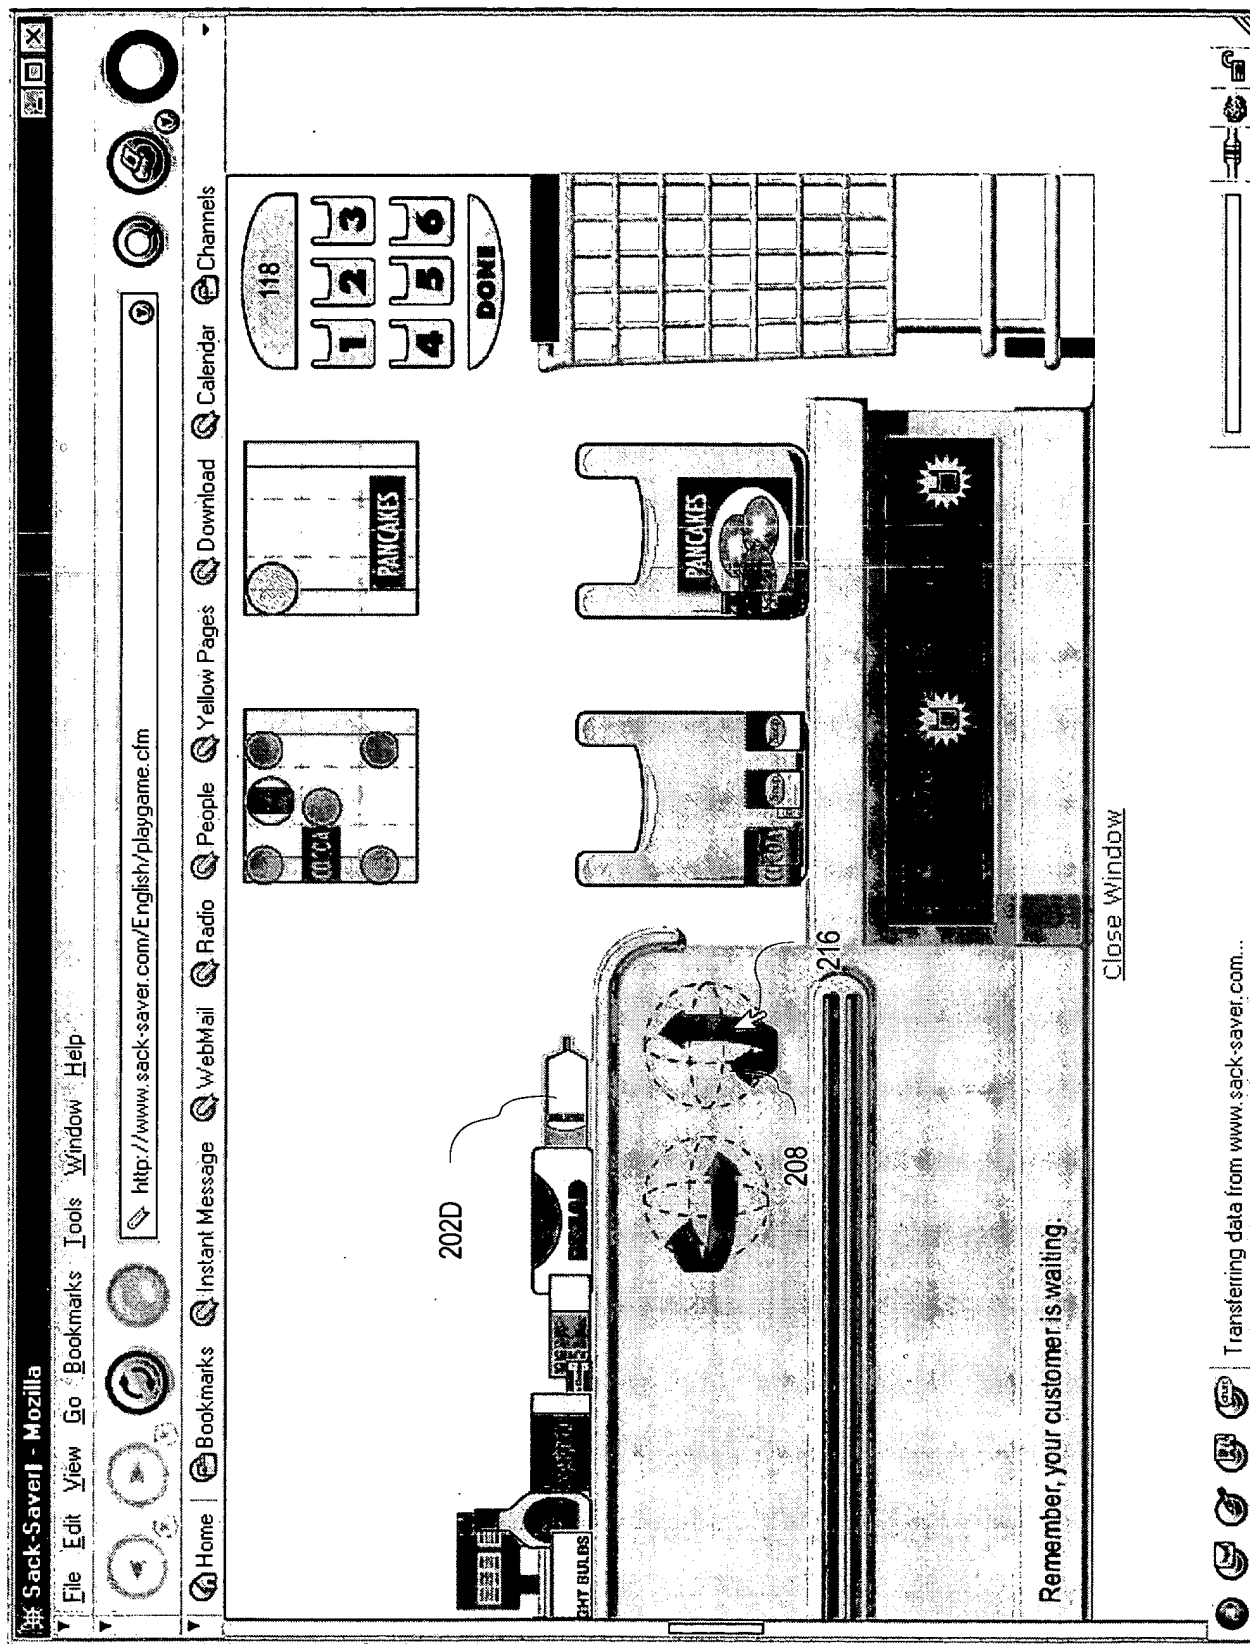 Sack-Saver! - Mozilla
File Edit View Go Bookmarks Tools Window Help
http://www.sack-saver.com/English/playgame.cfm
Home Bookmarks Instant Message WebMail Radio People Yellow Pages Download Calendar Channels
118
1 2 3
4 5 6
DONE
COCOA
PANCAKES
202D
GHT BULBS
COCOA
Soup
Soup
PANCAKES
208
216
Remember, your customer is waiting.
Close Window
Transferring data from www.sack-saver.com...